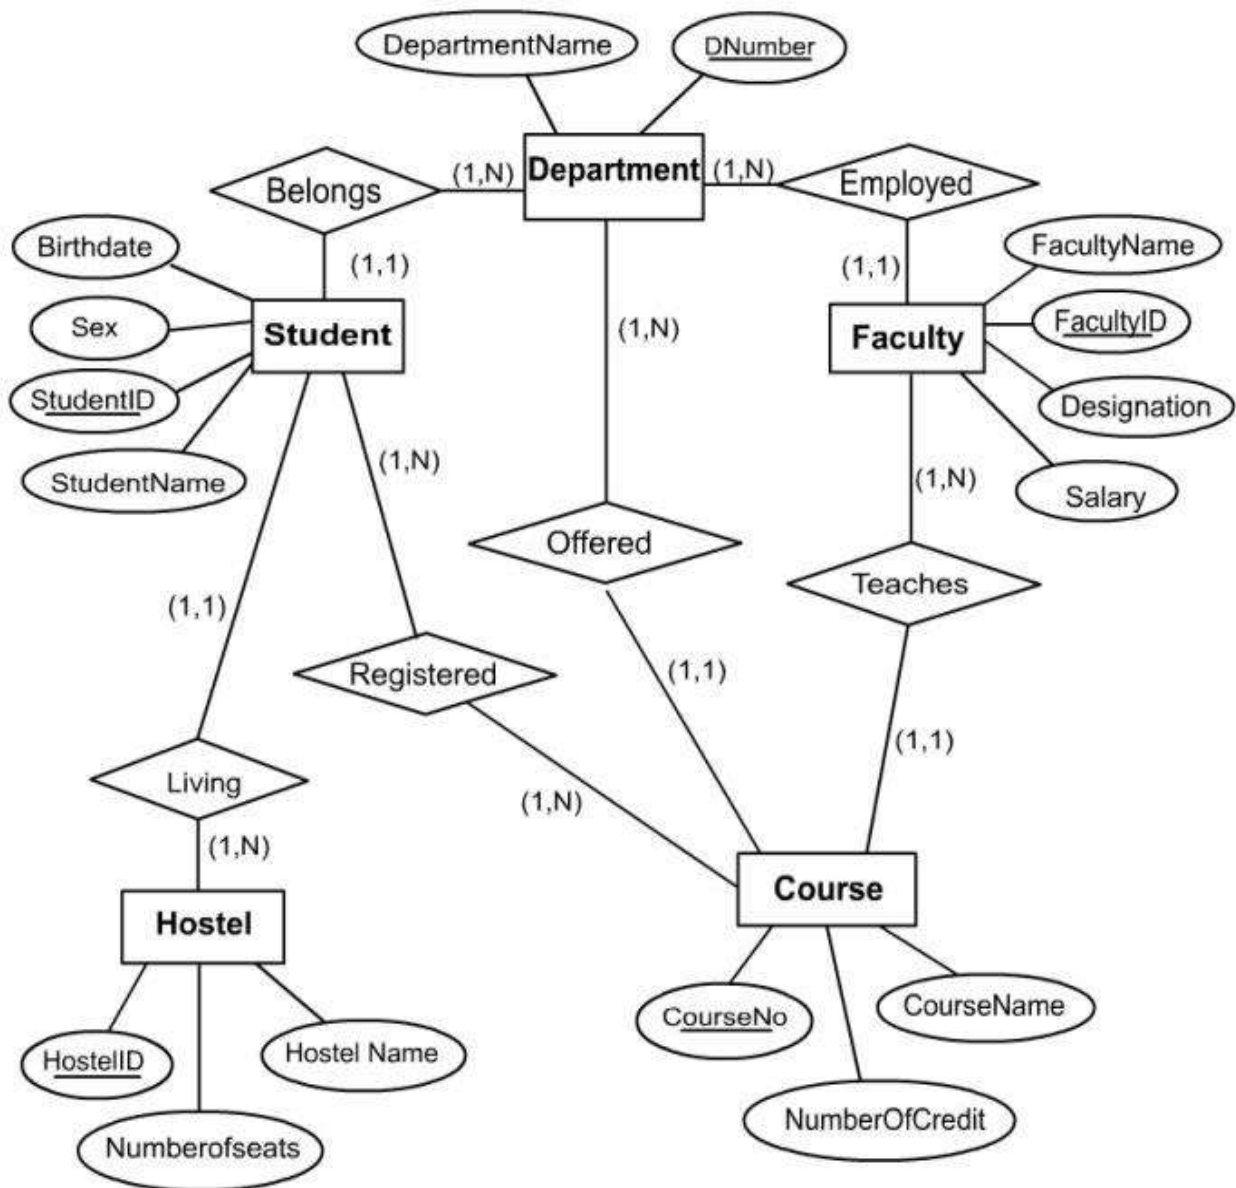 DepartmentName
DNumber
Department
(1,N)
(1,N)
Belongs
Employed
Birthdate
(1,1)
(1,1)
FacultyName
Sex
Student
(1,N)
Faculty
FacultyID
StudentID
Designation
StudentName
(1,N)
(1,N)
Salary
Offered
Teaches
(1,1)
Registered
(1,1)
(1,1)
Living
(1,N)
(1,N)
Hostel
Course
HostelID
Hostel Name
CourseNo
CourseName
Numberofseats
NumberOfCredit